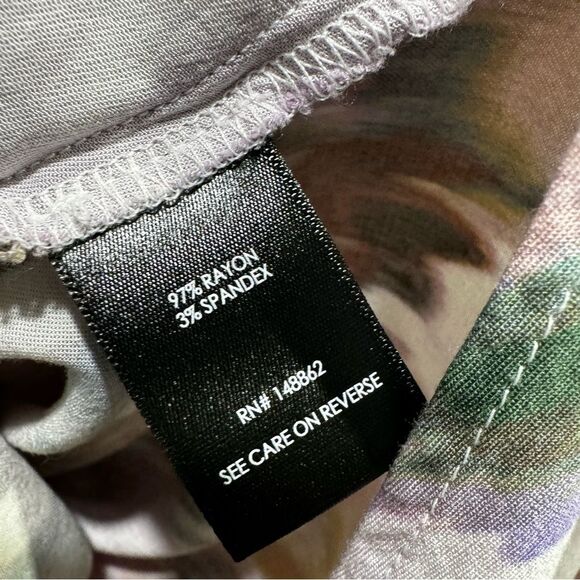 97% RAYON
3% SPANDEX
RN# 148862
SEE CARE ON REVERSE